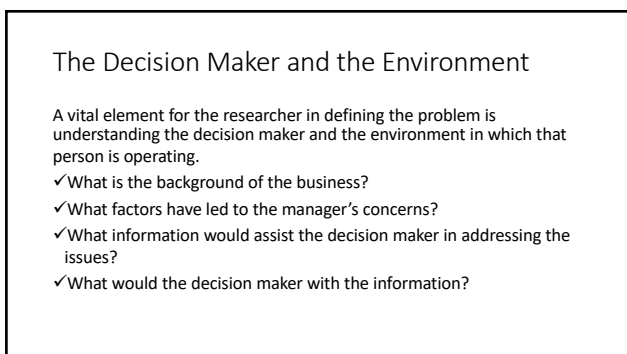 The Decision Maker and the Environment
A vital element for the researcher in defining the problem is
understanding the decision maker and the environment in which that
person is operating.
✓What is the background of the business?
✓What factors have led to the manager’s concerns?
✓What information would assist the decision maker in addressing the
issues?
✓What would the decision maker with the information?